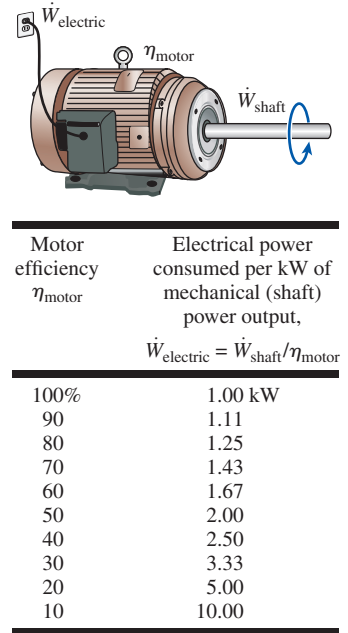 Ẇelectric
ηmotor
Ẇshaft
Motor efficiency ηmotor
Electrical power consumed per kW of mechanical (shaft) power output,
Ẇelectric = Ẇshaft/ηmotor
100% 1.00 kW
90 1.11
80 1.25
70 1.43
60 1.67
50 2.00
40 2.50
30 3.33
20 5.00
10 10.00